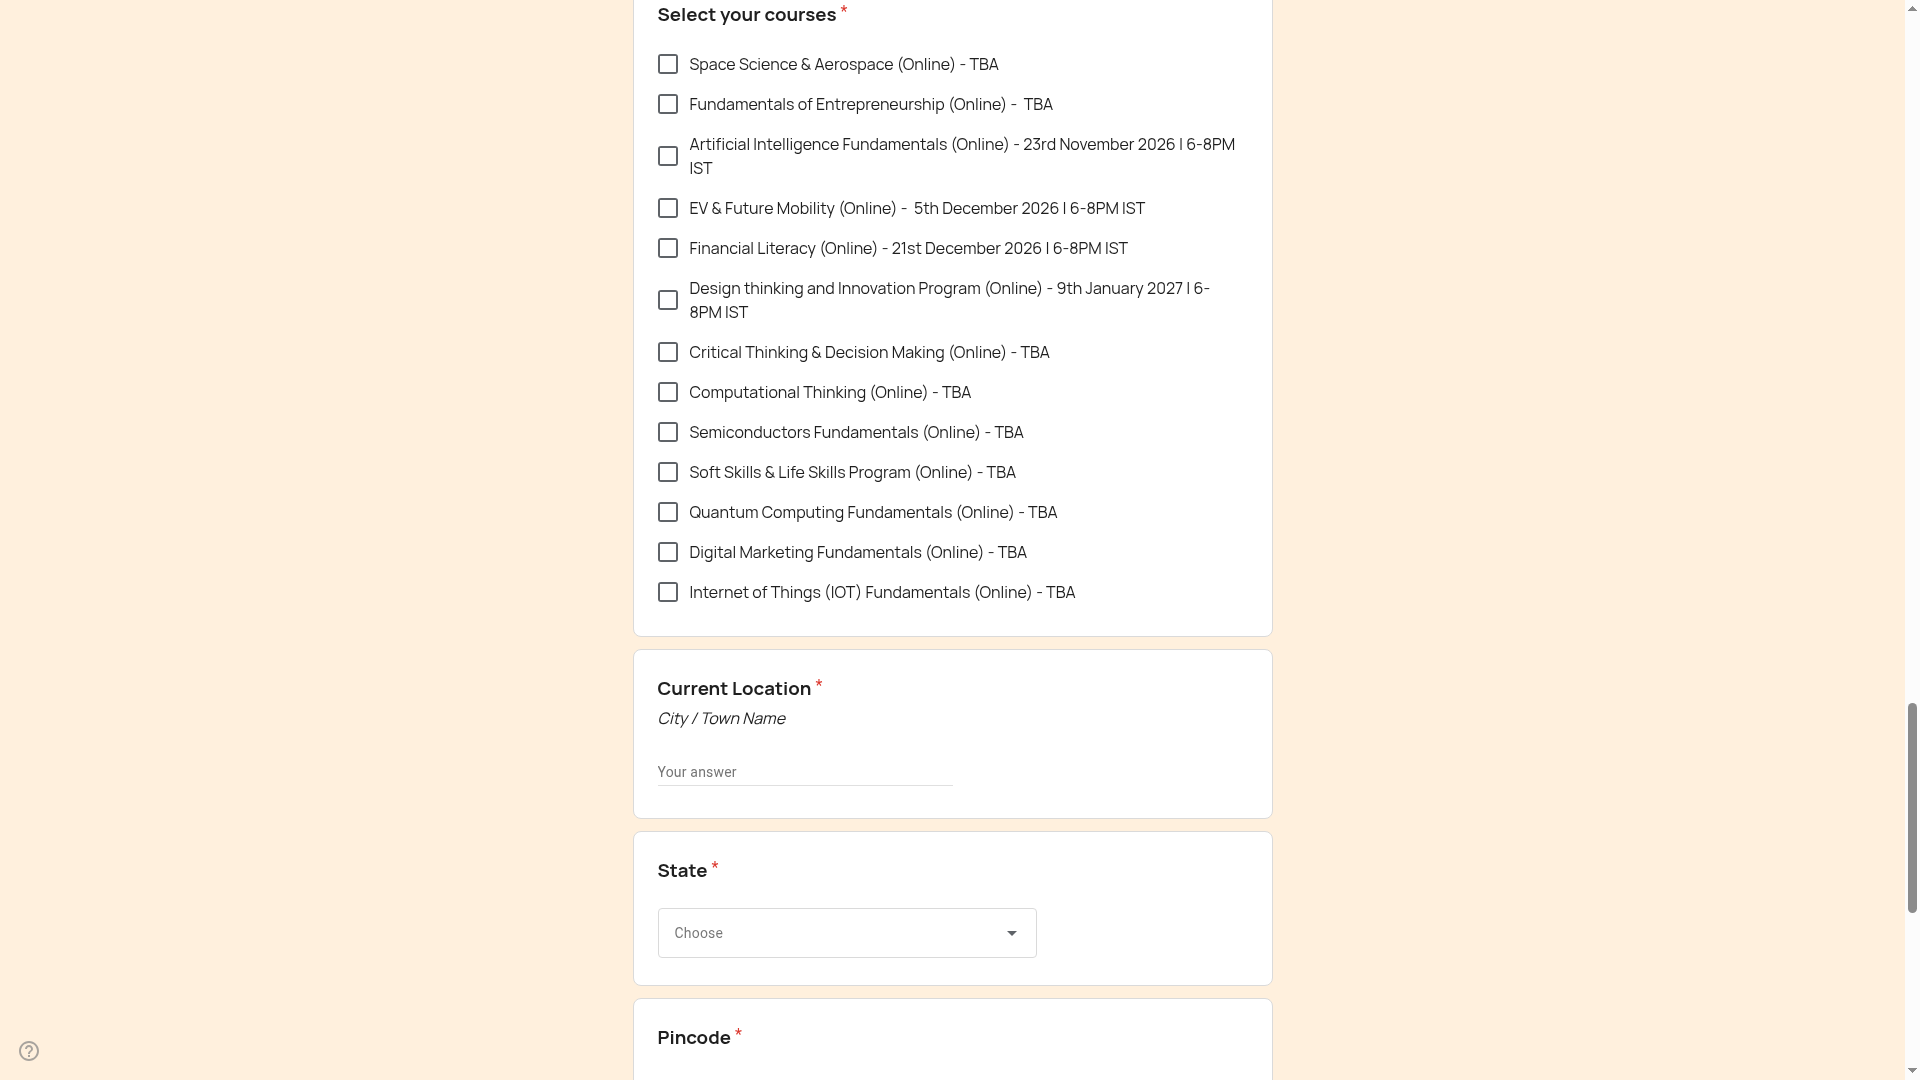 Select your courses *
Space Science & Aerospace (Online) - TBA
Fundamentals of Entrepreneurship (Online) -  TBA
Artificial Intelligence Fundamentals (Online) - 23rd November 2026 | 6-8PM
IST
EV & Future Mobility (Online) -  5th December 2026 | 6-8PM IST
Financial Literacy (Online) - 21st December 2026 | 6-8PM IST
Design thinking and Innovation Program (Online) - 9th January 2027 | 6-
8PM IST
Critical Thinking & Decision Making (Online) - TBA
Computational Thinking (Online) - TBA
Semiconductors Fundamentals (Online) - TBA
Soft Skills & Life Skills Program (Online) - TBA
Quantum Computing Fundamentals (Online) - TBA
Digital Marketing Fundamentals (Online) - TBA
Internet of Things (IOT) Fundamentals (Online) - TBA
Current Location *
City / Town Name
Your answer
State *
Choose
Pincode *